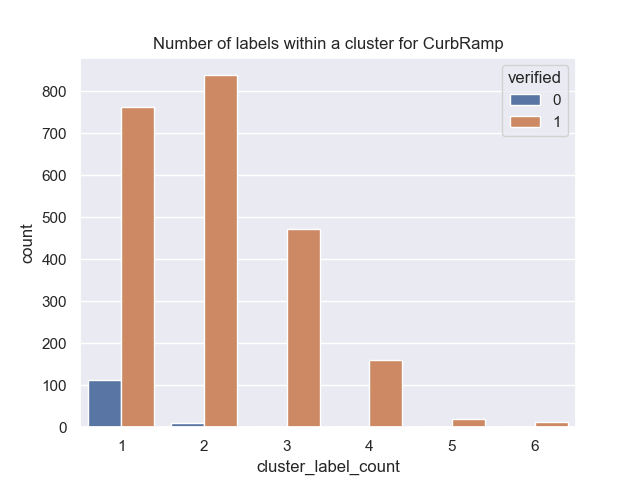 Number of labels within a cluster for CurbRamp
verified
0
1
800
700
600
500
400
300
200
100
0
count
1 2 3 4 5 6
cluster_label_count